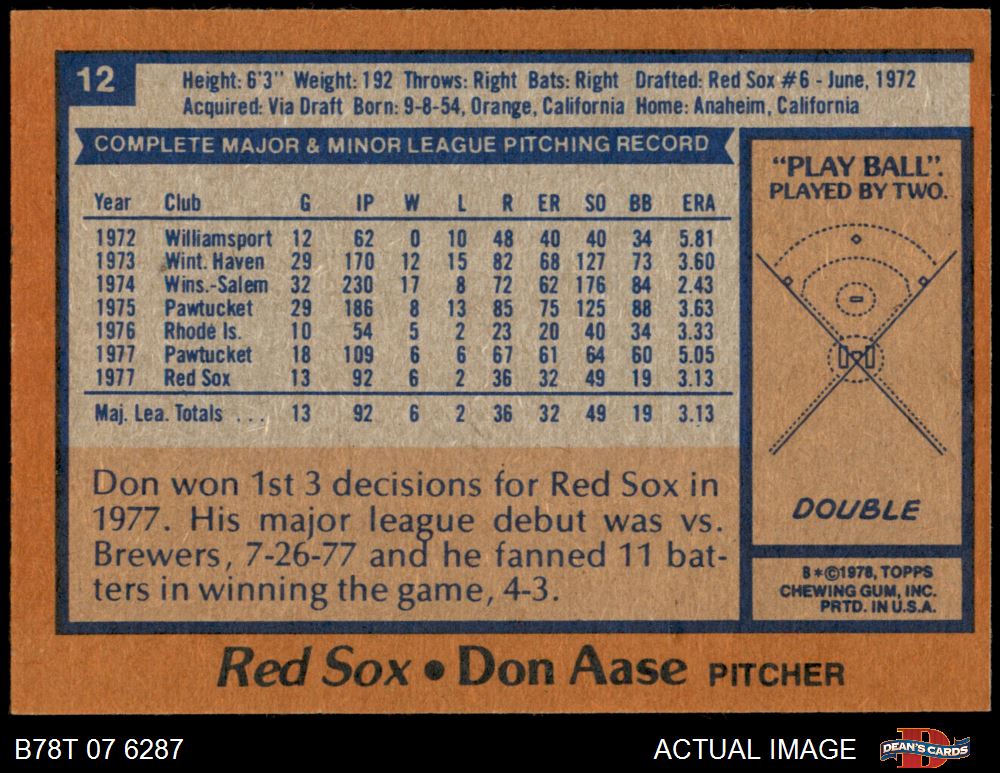 12
Height: 6'3" Weight: 192 Throws: Right Bats: Right Drafted: Red Sox #6 - June, 1972
Acquired: Via Draft Born: 9-8-54, Orange, California Home: Anaheim, California
COMPLETE MAJOR & MINOR LEAGUE PITCHING RECORD
Year Club G IP W L R ER SO BB ERA
1972 Williamsport 12 62 0 10 48 40 40 34 5.81
1973 Wint. Haven 29 170 12 15 82 68 127 73 3.60
1974 Wins.-Salem 32 230 17 8 72 62 176 84 2.43
1975 Pawtucket 29 186 8 13 85 75 125 88 3.63
1976 Rhode Is. 10 54 5 2 23 20 40 34 3.33
1977 Pawtucket 18 109 6 6 67 61 64 60 5.05
1977 Red Sox 13 92 6 2 36 32 49 19 3.13
Maj. Lea. Totals . . . 13 92 6 2 36 32 49 19 3.13
Don won 1st 3 decisions for Red Sox in
1977. His major league debut was vs.
Brewers, 7-26-77 and he fanned 11 bat-
ters in winning the game, 4-3.
"PLAY BALL".
PLAYED BY TWO.
DOUBLE
8*©1978, TOPPS
CHEWING GUM, INC.
PRTD. IN U.S.A.
Red Sox • Don Aase PITCHER
B78T 07 6287
ACTUAL IMAGE
DEAN'S CARDS